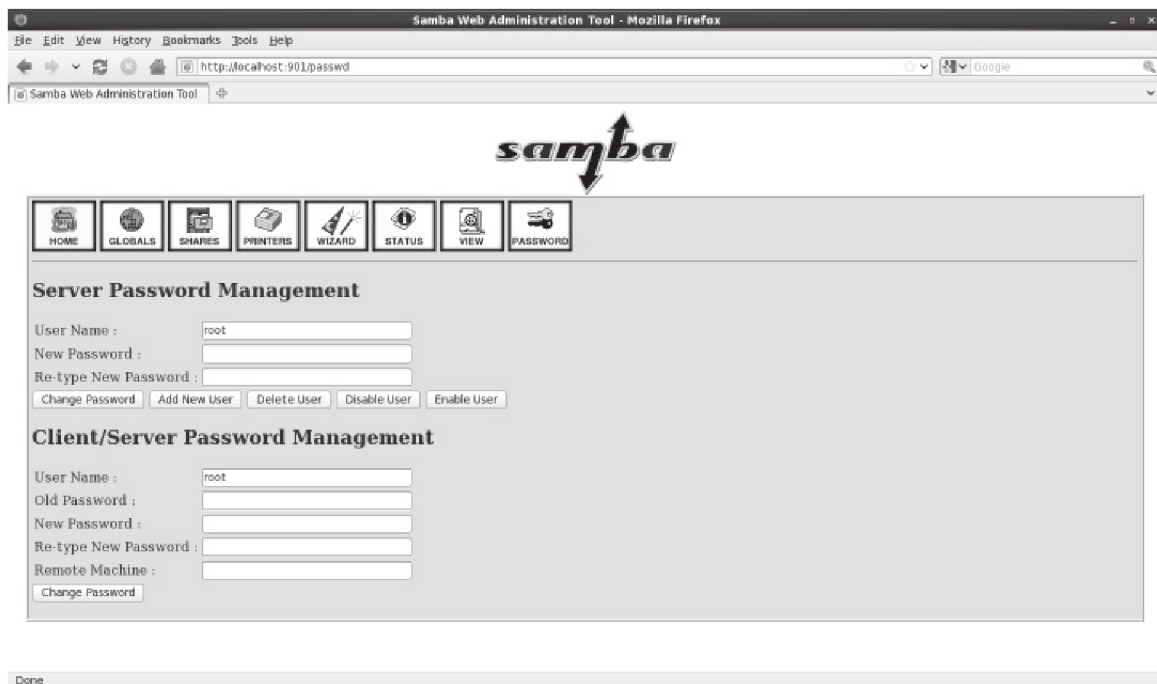 Samba Web Administration Tool - Mozilla Firefox
File Edit View History Bookmarks Tools Help
http://localhost:901/passwd
Google
Samba Web Administration Tool
samba
HOME GLOBALS SHARES PRINTERS WIZARD STATUS VIEW PASSWORD
Server Password Management
User Name : root
New Password :
Re-type New Password :
Change Password Add New User Delete User Disable User Enable User
Client/Server Password Management
User Name : root
Old Password :
New Password :
Re-type New Password :
Remote Machine :
Change Password
Done